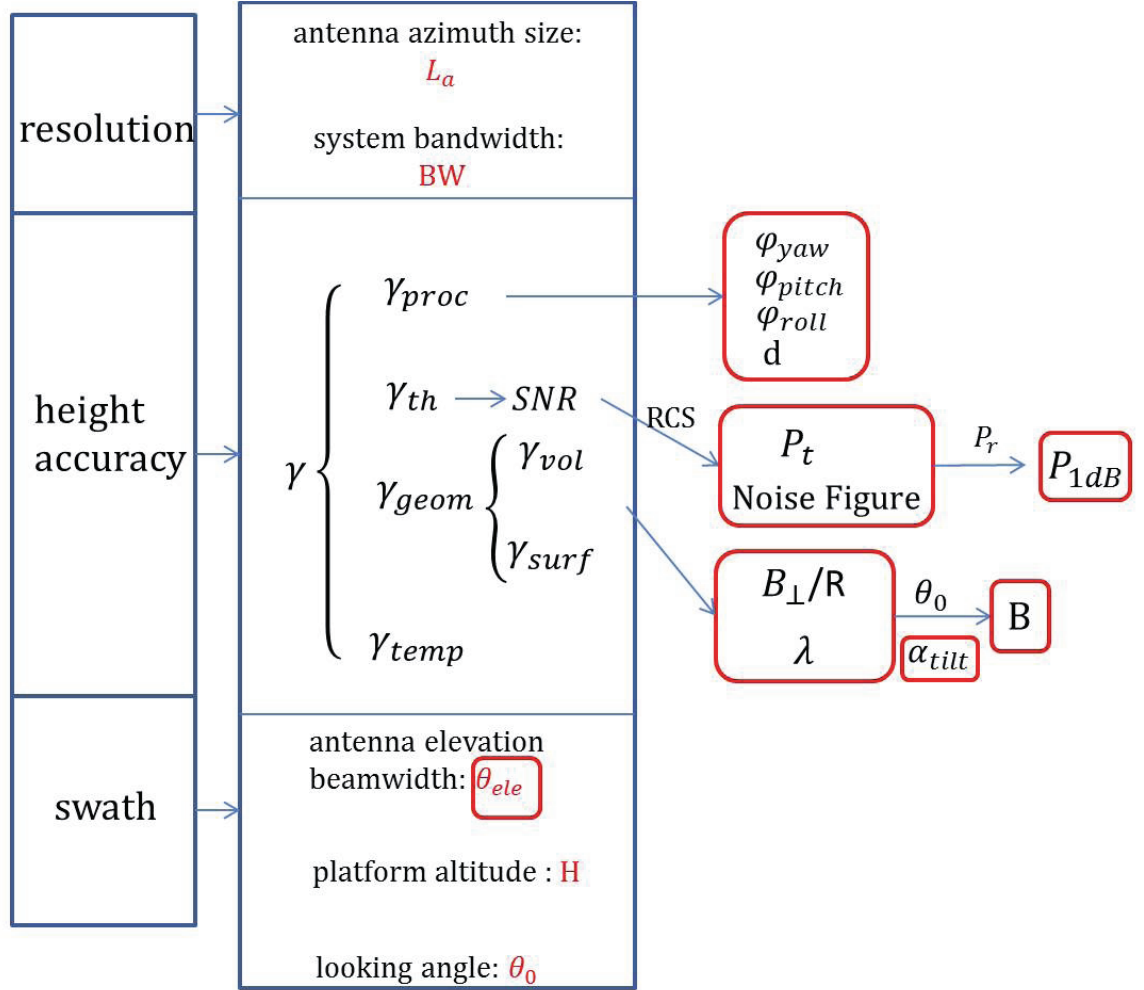 resolution
antenna azimuth size:
L_a
system bandwidth:
BW
height
accuracy
γ
γ_proc
γ_th
SNR
γ_geom
γ_vol
γ_surf
γ_temp
φ_yaw
φ_pitch
φ_roll
d
RCS
P_t
Noise Figure
P_r
P_1dB
B_⊥/R
λ
θ_0
α_tilt
B
swath
antenna elevation
beamwidth: θ_ele
platform altitude : H
looking angle: θ_0